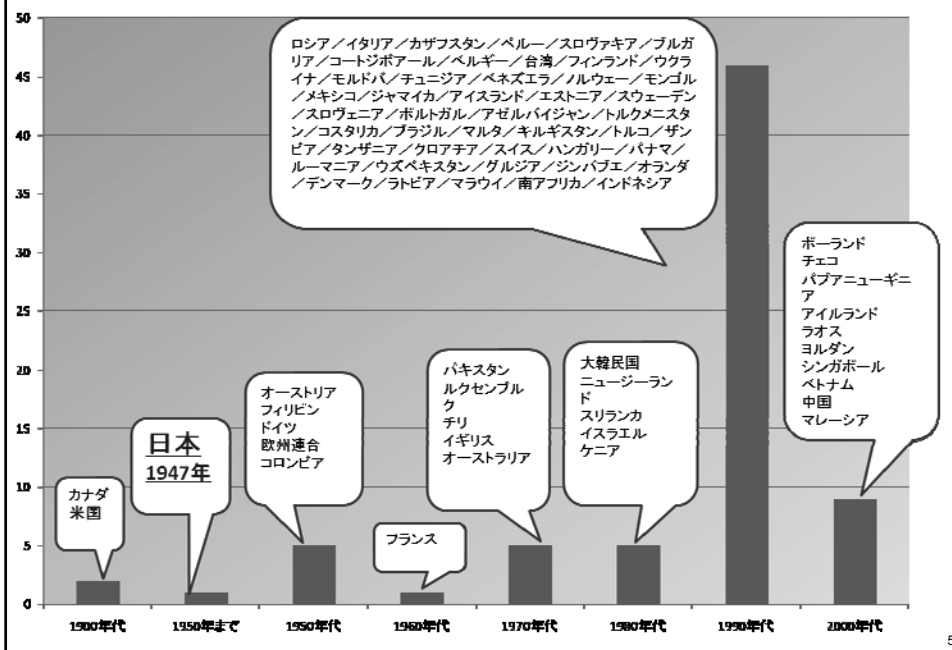 50
45
40
35
30
25
20
15
10
5
0
ロシア／イタリア／カザフスタン／ペルー／スロヴァキア／ブルガ
リア／コートジボアール／ベルギー／台湾／フィンランド／ウクラ
イナ／モルドバ／チュニジア／ベネズエラ／ノルウェー／モンゴル
／メキシコ／ジャマイカ／アイスランド／エストニア／スウェーデン
／スロヴェニア／ポルトガル／アゼルバイジャン／トルクメニスタ
ン／コスタリカ／ブラジル／マルタ／キルギスタン／トルコ／ザン
ビア／タンザニア／クロアチア／スイス／ハンガリー／パナマ／
ルーマニア／ウズベキスタン／グルジア／ジンバブエ／オランダ
／デンマーク／ラトビア／マラウイ／南アフリカ／インドネシア
カナダ
米国
日本
1947年
オーストリア
フィリピン
ドイツ
欧州連合
コロンビア
フランス
パキスタン
ルクセンブル
ク
チリ
イギリス
オーストラリア
大韓民国
ニュージーラン
ド
スリランカ
イスラエル
ケニア
ポーランド
チェコ
パプアニューギニ
ア
アイルランド
ラオス
ヨルダン
シンガポール
ベトナム
中国
マレーシア
1900年代
1950年まで
1950年代
1960年代
1970年代
1980年代
1990年代
2000年代
5